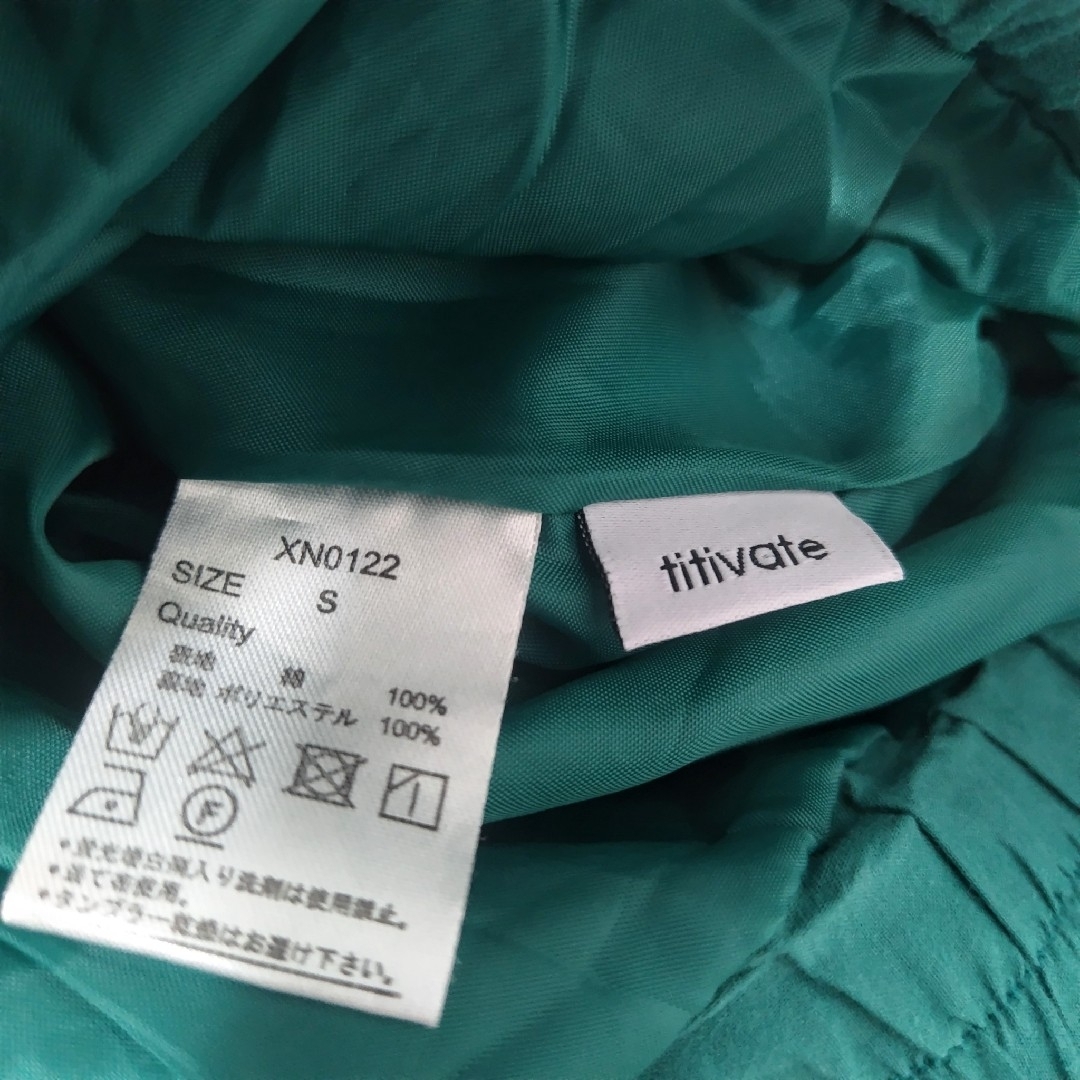 XN0122
SIZE S
Quality
表地 綿 100%
裏地 ポリエステル 100%
F
*蛍光増白剤入り洗剤は使用禁止。
*当て布使用。
*タンブラー乾燥はお避け下さい。
titivate